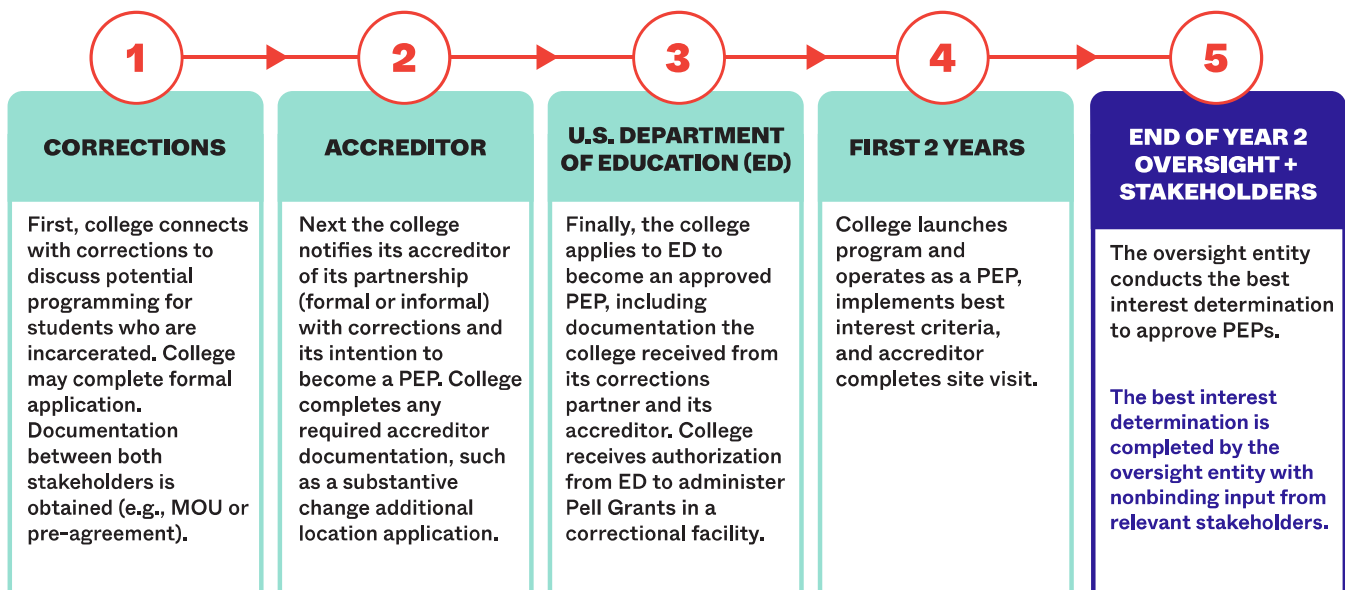 1
2
3
4
5
CORRECTIONS
First, college connects
with corrections to
discuss potential
programming for
students who are
incarcerated. College
may complete formal
application.
Documentation
between both
stakeholders is
obtained (e.g., MOU or
pre-agreement).
ACCREDITOR
Next the college
notifies its accreditor
of its partnership
(formal or informal)
with corrections and
its intention to
become a PEP. College
completes any
required accreditor
documentation, such
as a substantive
change additional
location application.
U.S. DEPARTMENT
OF EDUCATION (ED)
Finally, the college
applies to ED to
become an approved
PEP, including
documentation the
college received from
its corrections
partner and its
accreditor. College
receives authorization
from ED to administer
Pell Grants in a
correctional facility.
FIRST 2 YEARS
College launches
program and
operates as a PEP,
implements best
interest criteria,
and accreditor
completes site visit.
END OF YEAR 2
OVERSIGHT +
STAKEHOLDERS
The oversight entity
conducts the best
interest determination
to approve PEPs.
The best interest
determination is
completed by the
oversight entity with
nonbinding input from
relevant stakeholders.